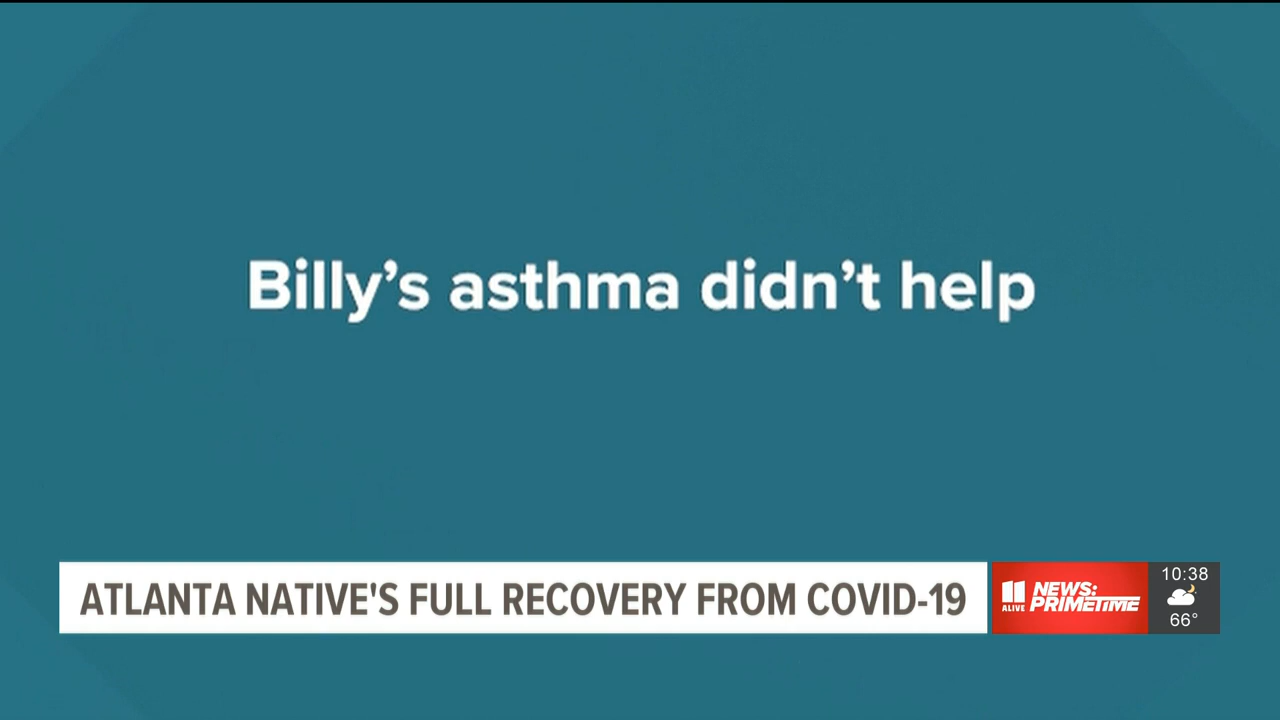 Billy’s asthma didn’t help
ATLANTA NATIVE'S FULL RECOVERY FROM COVID-19
11
ALIVE
NEWS:
PRIMETIME
10:38
66°